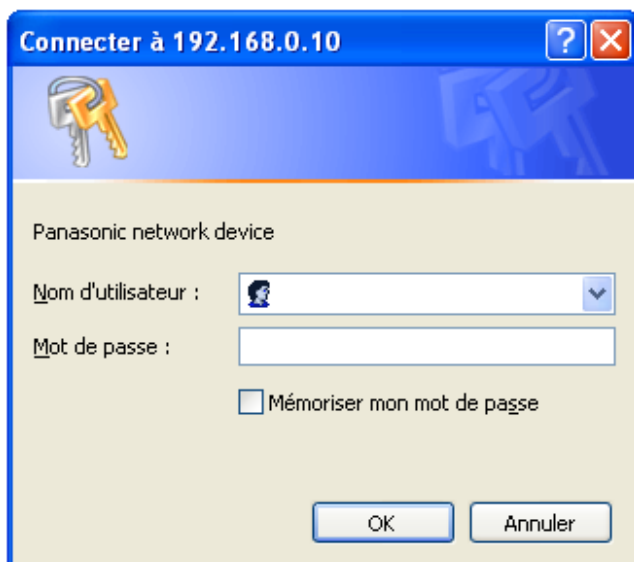 Connecter à 192.168.0.10
Panasonic network device
Nom d'utilisateur :
Mot de passe :
Mémoriser mon mot de passe
OK Annuler